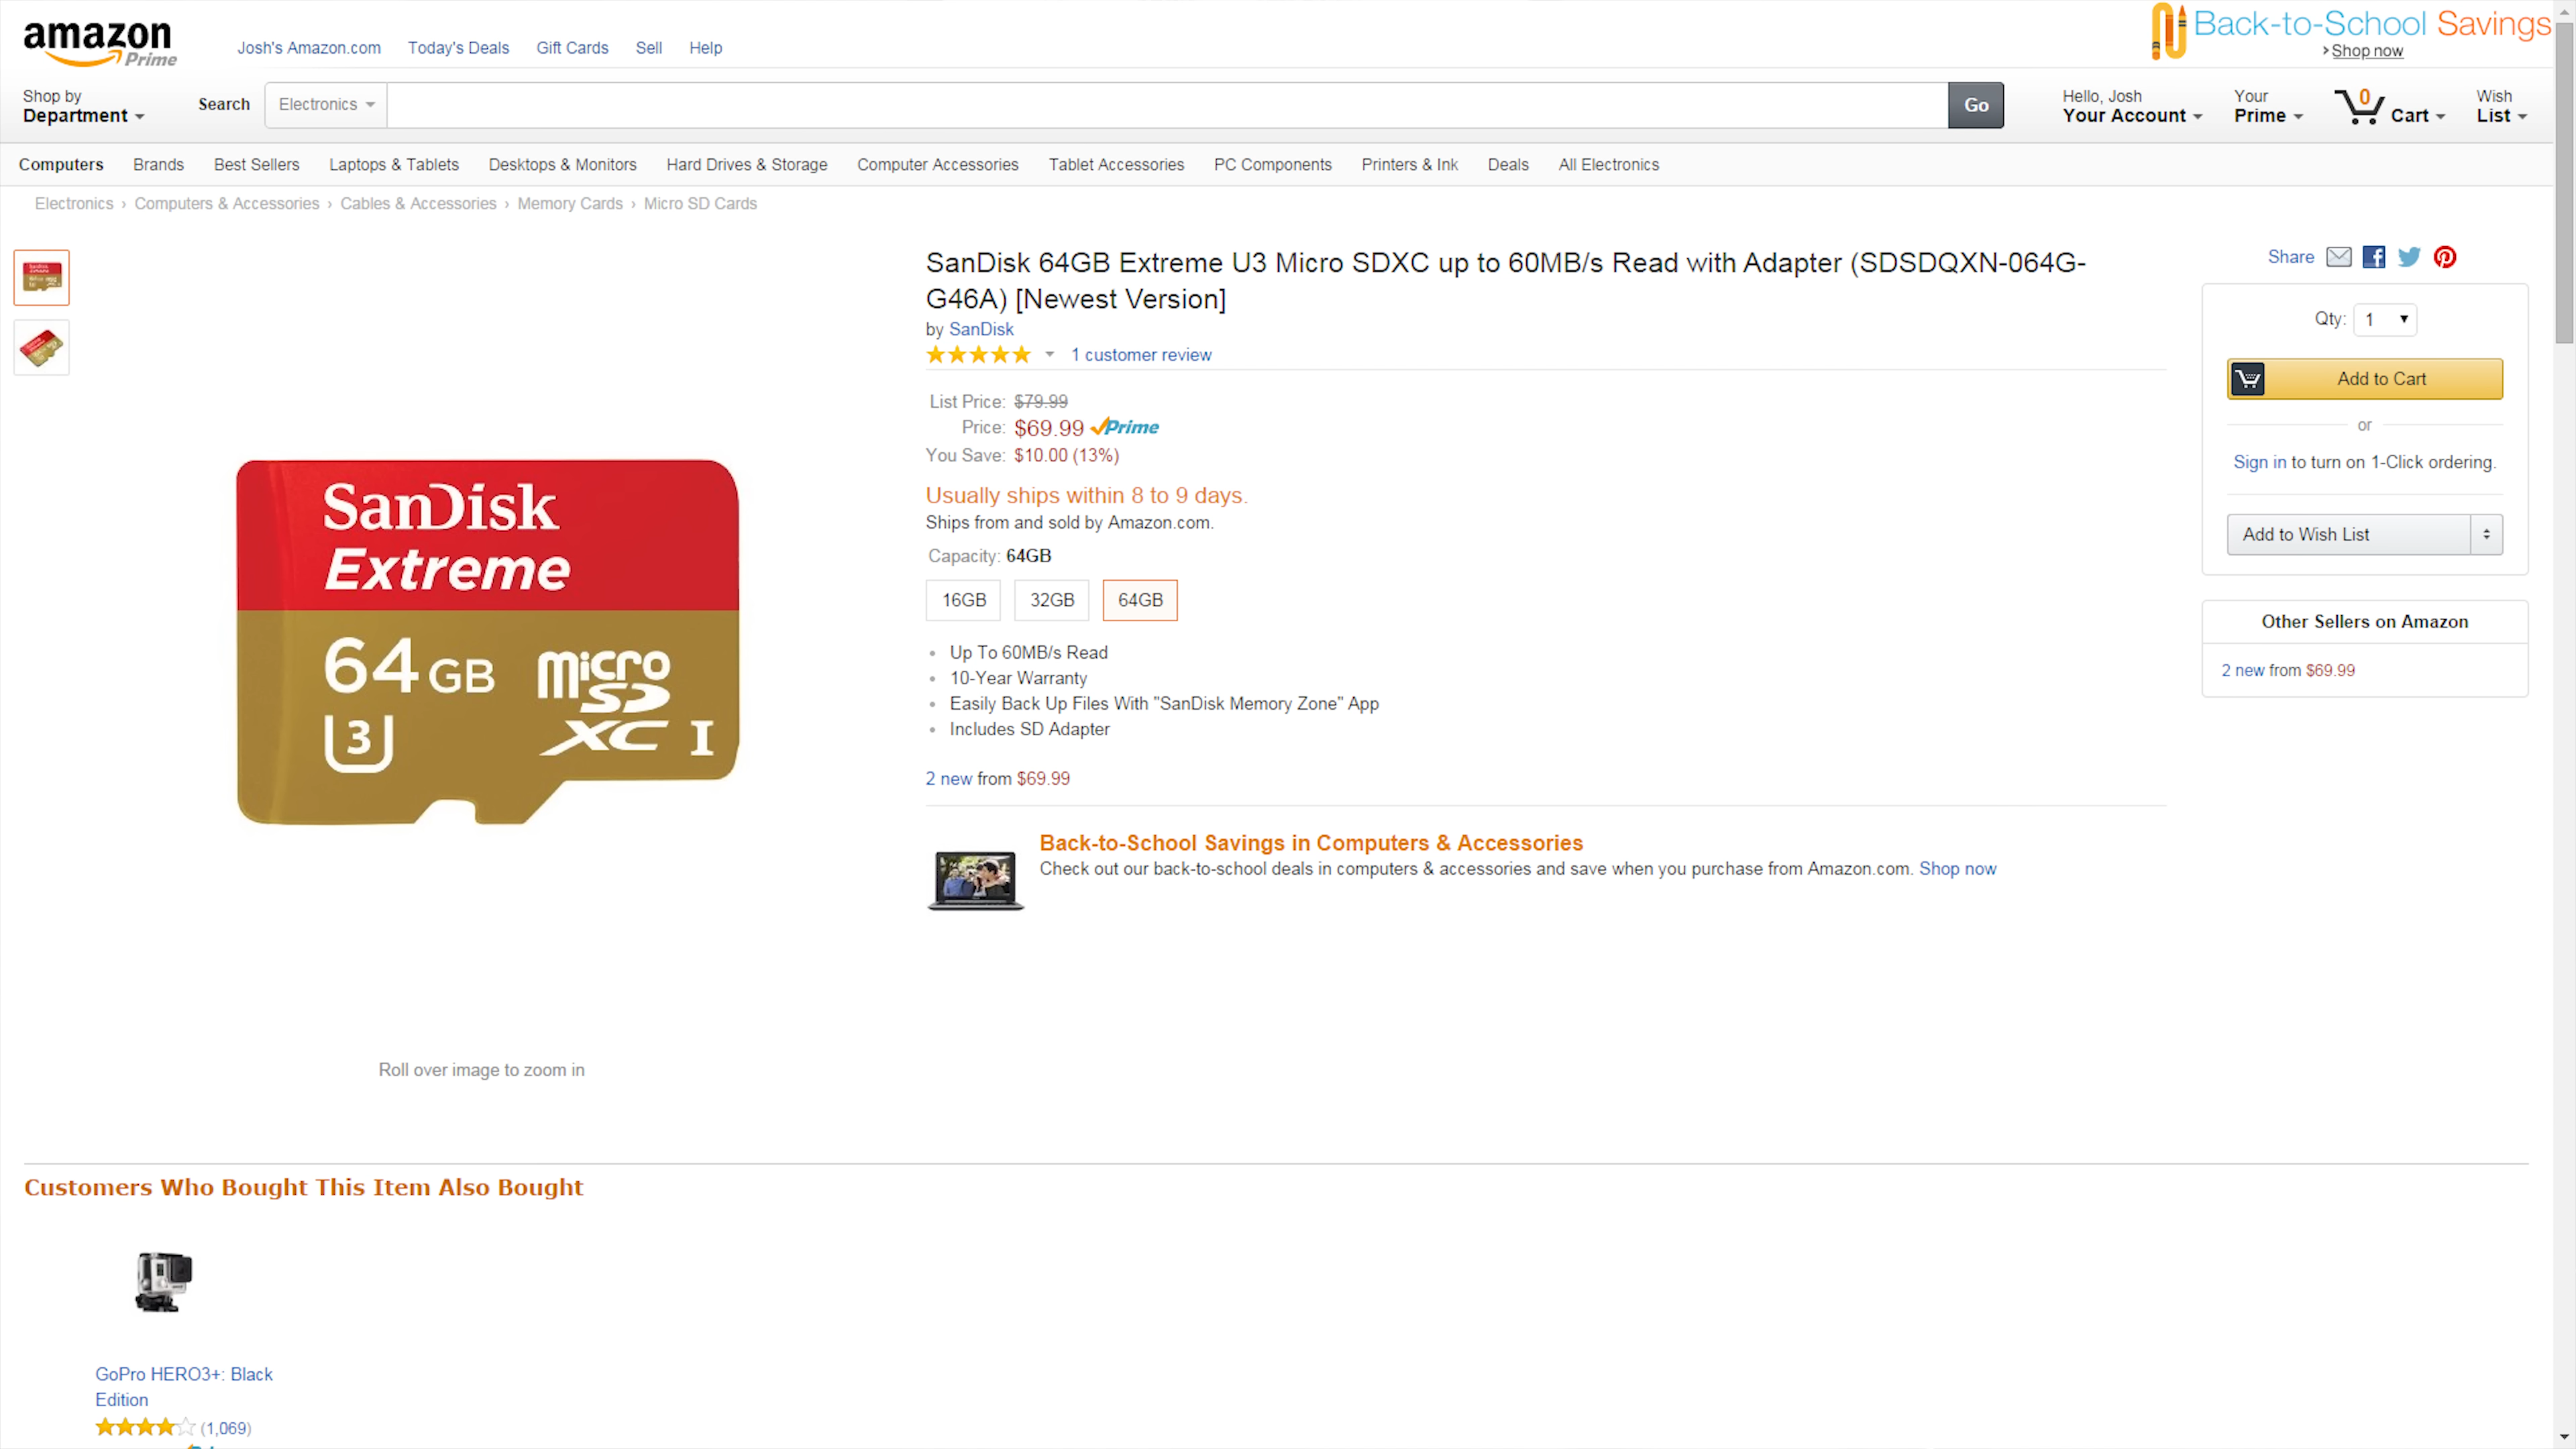 amazon
Prime
Josh's Amazon.com Today's Deals Gift Cards Sell Help
Back-to-School Savings
›Shop now
Shop by
Department
Search Electronics Go
Hello, Josh
Your Account
Your
Prime
0
Cart
Wish
List
Computers Brands Best Sellers Laptops & Tablets Desktops & Monitors Hard Drives & Storage Computer Accessories Tablet Accessories PC Components Printers & Ink Deals All Electronics
Electronics › Computers & Accessories › Cables & Accessories › Memory Cards › Micro SD Cards
SanDisk
Extreme
64 GB micro
SD
XC I
U3
Roll over image to zoom in
SanDisk 64GB Extreme U3 Micro SDXC up to 60MB/s Read with Adapter (SDSDQXN-064G-
G46A) [Newest Version]
by SanDisk
1 customer review
List Price: $79.99
Price: $69.99 Prime
You Save: $10.00 (13%)
Usually ships within 8 to 9 days.
Ships from and sold by Amazon.com.
Capacity: 64GB
16GB 32GB 64GB
• Up To 60MB/s Read
• 10-Year Warranty
• Easily Back Up Files With "SanDisk Memory Zone" App
• Includes SD Adapter
2 new from $69.99
Back-to-School Savings in Computers & Accessories
Check out our back-to-school deals in computers & accessories and save when you purchase from Amazon.com. Shop now
Share
Qty: 1
Add to Cart
or
Sign in to turn on 1-Click ordering.
Add to Wish List
Other Sellers on Amazon
2 new from $69.99
Customers Who Bought This Item Also Bought
GoPro HERO3+: Black
Edition
(1,069)